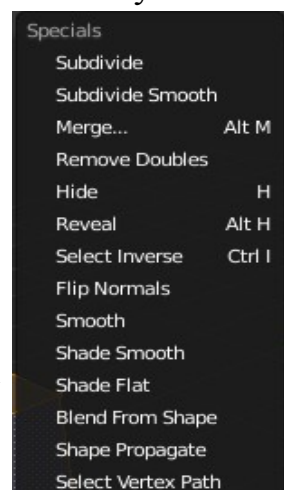 Specials
Subdivide
Subdivide Smooth
Merge... Alt M
Remove Doubles
Hide H
Reveal Alt H
Select Inverse Ctrl I
Flip Normals
Smooth
Shade Smooth
Shade Flat
Blend From Shape
Shape Propagate
Select Vertex Path